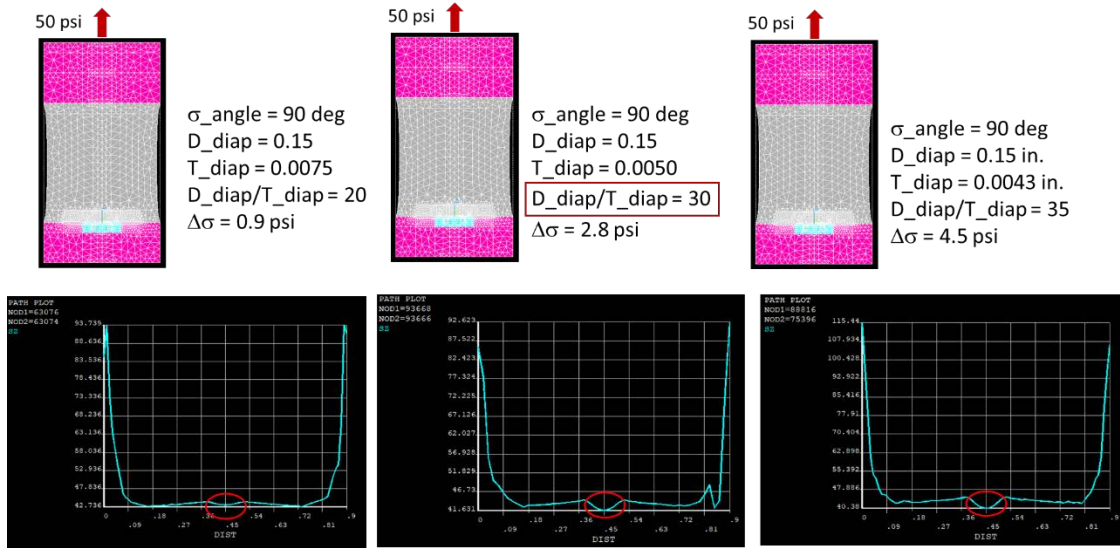 50 psi
σ_angle = 90 deg
D_diap = 0.15
T_diap = 0.0075
D_diap/T_diap = 20
Δσ = 0.9 psi
50 psi
σ_angle = 90 deg
D_diap = 0.15
T_diap = 0.0050
D_diap/T_diap = 30
Δσ = 2.8 psi
50 psi
σ_angle = 90 deg
D_diap = 0.15 in.
T_diap = 0.0043 in.
D_diap/T_diap = 35
Δσ = 4.5 psi
PATH PLOT
NOD1=63076
NOD2=63074
SZ
93.739
88.636
83.536
78.436
73.336
68.236
63.136
58.036
52.936
47.836
42.736
0 .18 .36 .54 .72 .9
.09 .27 .45 .63 .81
DIST
PATH PLOT
NOD1=93668
NOD2=93666
SZ
92.623
87.522
82.423
77.324
72.225
67.126
62.027
56.928
51.829
46.73
41.631
0 .18 .36 .54 .72 .9
.09 .27 .45 .63 .81
DIST
PATH PLOT
NOD1=88816
NOD2=75396
SZ
115.44
107.934
100.428
92.922
85.416
77.91
70.404
62.898
55.392
47.886
40.38
0 .18 .36 .54 .72 .9
.09 .27 .45 .63 .81
DIST